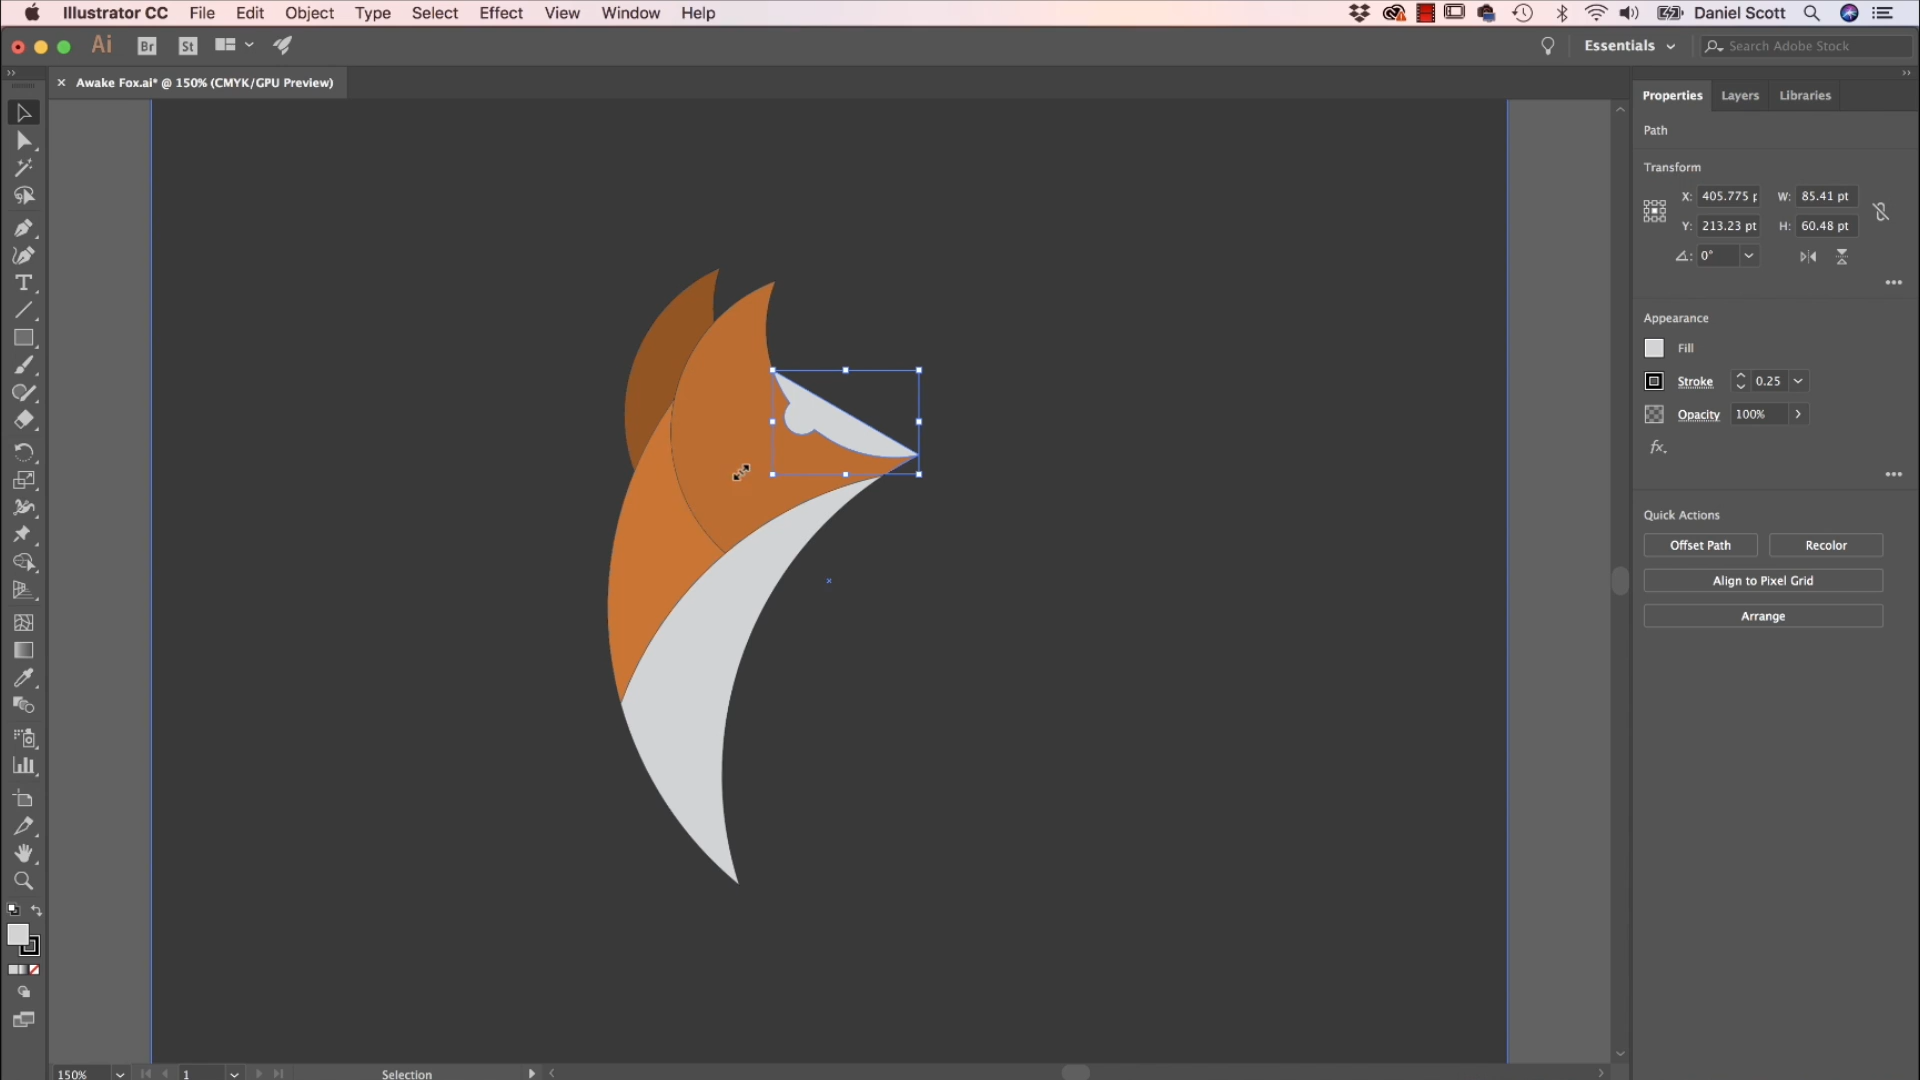 Illustrator CC File Edit Object Type Select Effect View Window Help Daniel Scott
Ai Br St Essentials Search Adobe Stock
Awake Fox.ai* @ 150% (CMYK/GPU Preview)
Properties Layers Libraries
Path
Transform
X: 405.775 p W: 85.41 pt
Y: 213.23 pt H: 60.48 pt
0°
Appearance
Fill
Stroke 0.25
Opacity 100%
fx.
Quick Actions
Offset Path Recolor
Align to Pixel Grid
Arrange
150% 1 Selection